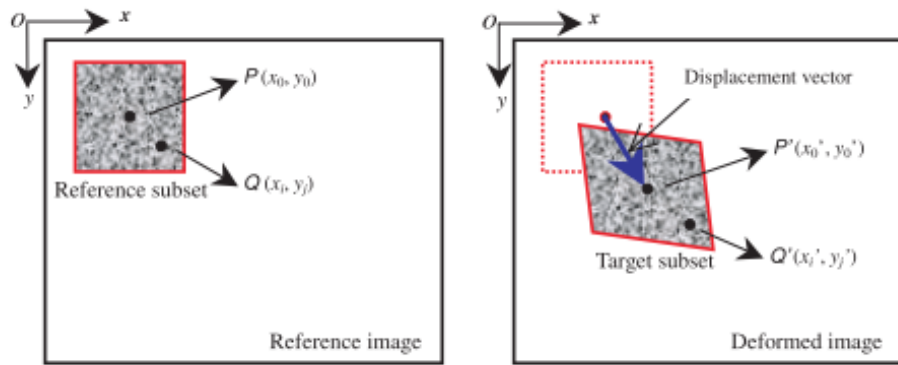 O x
y
P (x₀, y₀)
Q (xᵢ, yⱼ)
Reference subset
Reference image
O x
y
Displacement vector
P' (x₀', y₀')
Q' (xᵢ', yⱼ')
Target subset
Deformed image